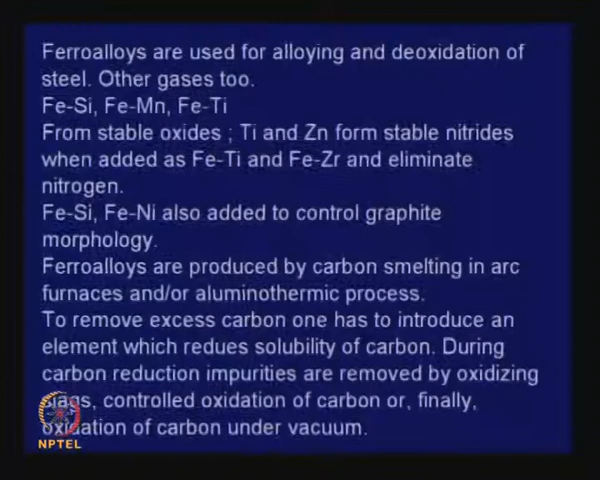 Ferroalloys are used for alloying and deoxidation of
steel. Other gases too.
Fe-Si, Fe-Mn, Fe-Ti
From stable oxides ; Ti and Zn form stable nitrides
when added as Fe-Ti and Fe-Zr and eliminate
nitrogen.
Fe-Si, Fe-Ni also added to control graphite
morphology.
Ferroalloys are produced by carbon smelting in arc
furnaces and/or aluminothermic process.
To remove excess carbon one has to introduce an
element which redues solubility of carbon. During
carbon reduction impurities are removed by oxidizing
slags, controlled oxidation of carbon or, finally,
oxidation of carbon under vacuum.
NPTEL